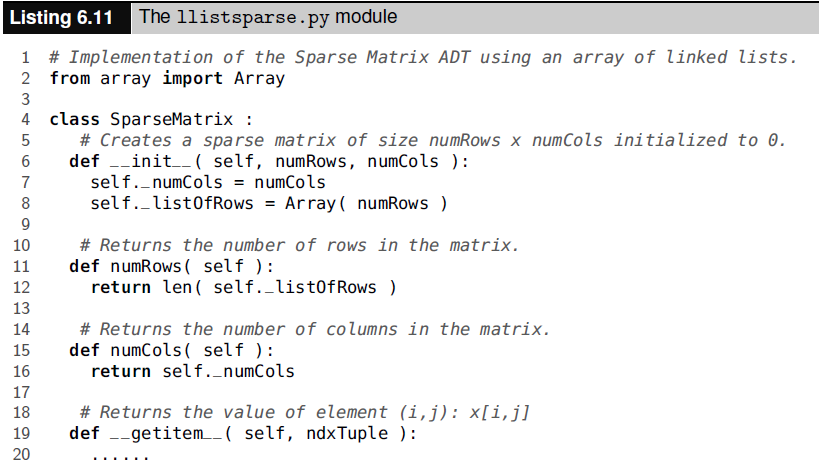 Listing 6.11 The llistsparse.py module
1 # Implementation of the Sparse Matrix ADT using an array of linked lists.
2 from array import Array
3
4 class SparseMatrix :
5 # Creates a sparse matrix of size numRows x numCols initialized to 0.
6 def __init__( self, numRows, numCols ):
7 self._numCols = numCols
8 self._listOfRows = Array( numRows )
9
10 # Returns the number of rows in the matrix.
11 def numRows( self ):
12 return len( self._listOfRows )
13
14 # Returns the number of columns in the matrix.
15 def numCols( self ):
16 return self._numCols
17
18 # Returns the value of element (i,j): x[i,j]
19 def __getitem__( self, ndxTuple ):
20 ......